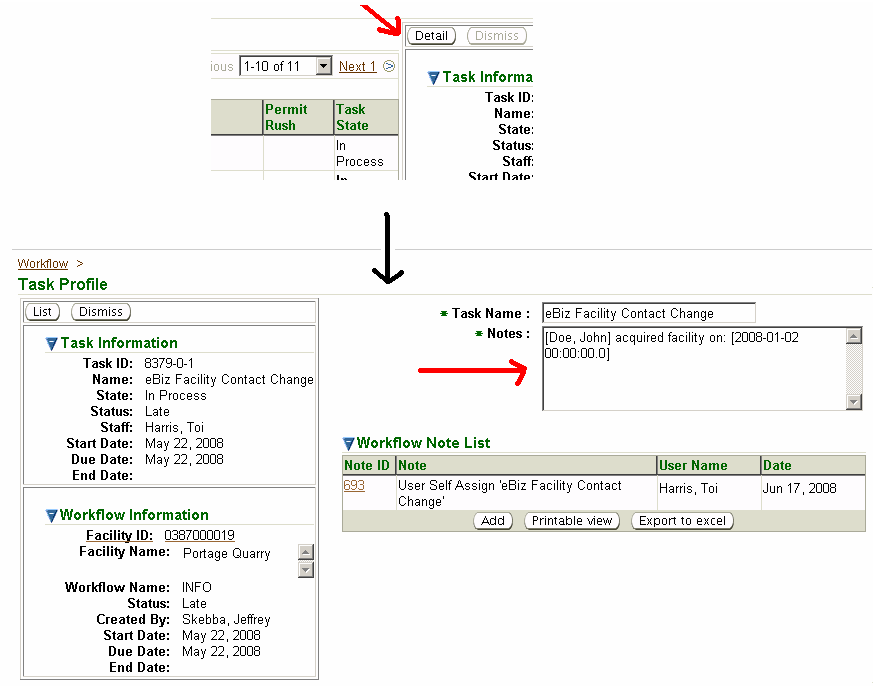 Detail Dismiss
ious 1-10 of 11 Next 1
Task Informa
Task ID:
Name:
State:
Status:
Staff:
Start Date:
Permit Rush
Task State
In Process
In
Workflow >
Task Profile
List Dismiss
Task Information
Task ID: 8379-0-1
Name: eBiz Facility Contact Change
State: In Process
Status: Late
Staff: Harris, Toi
Start Date: May 22, 2008
Due Date: May 22, 2008
End Date:
Workflow Information
Facility ID: 0387000019
Facility Name: Portage Quarry
Workflow Name: INFO
Status: Late
Created By: Skebba, Jeffrey
Start Date: May 22, 2008
Due Date: May 22, 2008
End Date:
* Task Name : eBiz Facility Contact Change
* Notes : [Doe, John] acquired facility on: [2008-01-02
00:00:00.0]
Workflow Note List
Note ID Note User Name Date
693 User Self Assign 'eBiz Facility Contact Change' Harris, Toi Jun 17, 2008
Add Printable view Export to excel